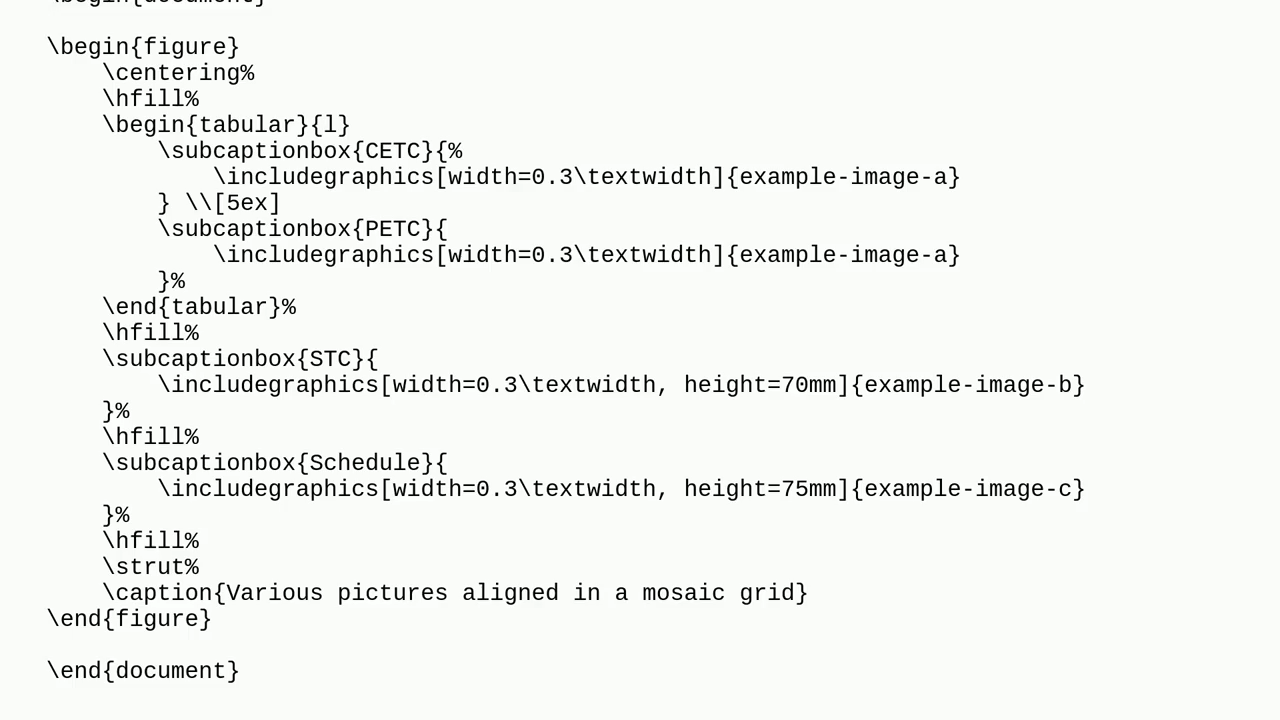 \begin{document}

\begin{figure}
    \centering%
    \hfill%
    \begin{tabular}{l}
        \subcaptionbox{CETC}{%
            \includegraphics[width=0.3\textwidth]{example-image-a}
        } \\[5ex]
        \subcaptionbox{PETC}{
            \includegraphics[width=0.3\textwidth]{example-image-a}
        }%
    \end{tabular}%
    \hfill%
    \subcaptionbox{STC}{
        \includegraphics[width=0.3\textwidth, height=70mm]{example-image-b}
    }%
    \hfill%
    \subcaptionbox{Schedule}{
        \includegraphics[width=0.3\textwidth, height=75mm]{example-image-c}
    }%
    \hfill%
    \strut%
    \caption{Various pictures aligned in a mosaic grid}
\end{figure}

\end{document}